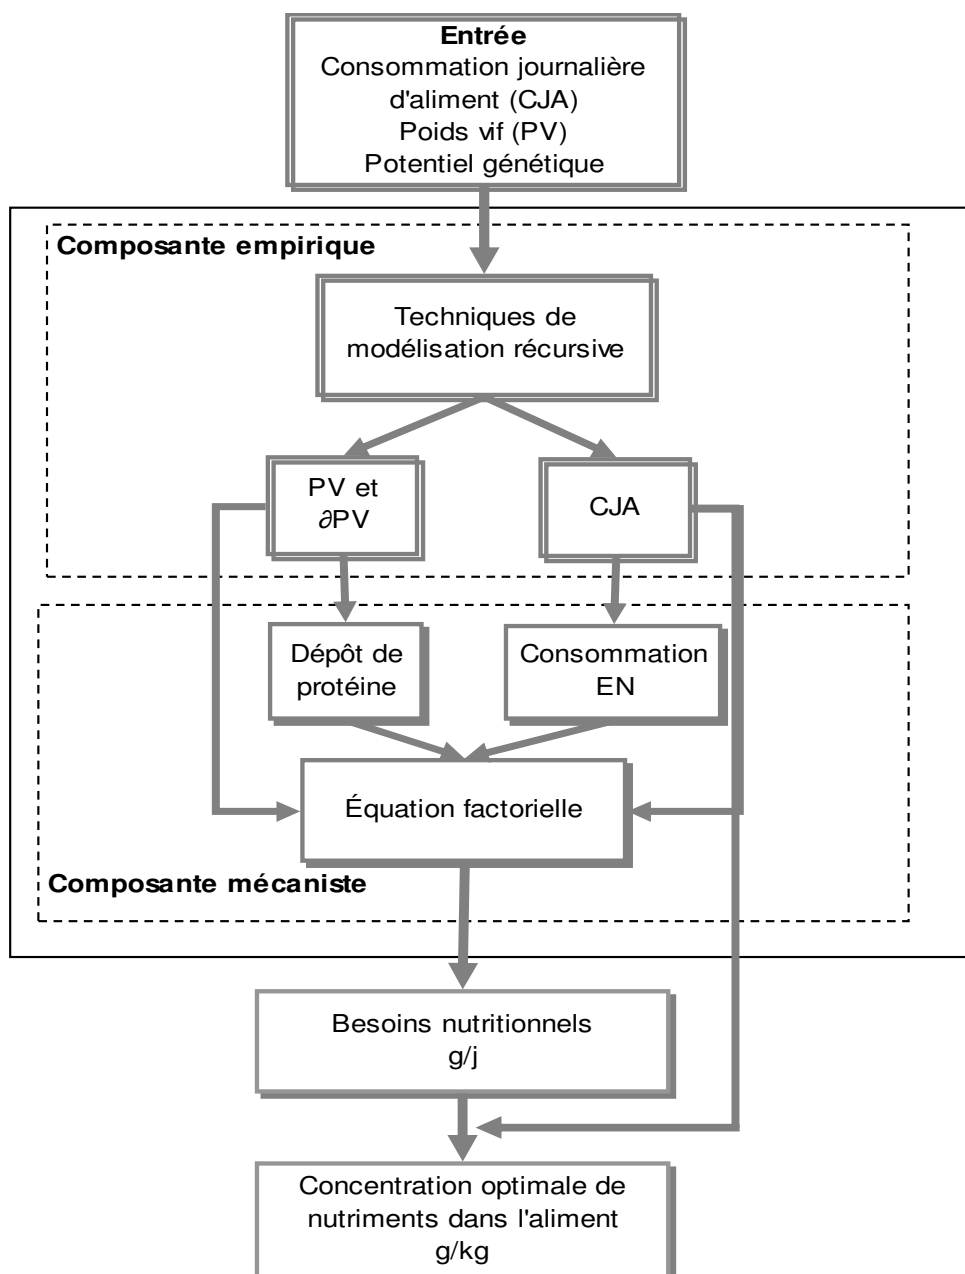 Entrée
Consommation journalière
d'aliment (CJA)
Poids vif (PV)
Potentiel génétique
Composante empirique
Techniques de
modélisation récursive
PV et
∂PV
CJA
Dépôt de
protéine
Consommation
EN
Équation factorielle
Composante mécaniste
Besoins nutritionnels
g/j
Concentration optimale de
nutriments dans l'aliment
g/kg